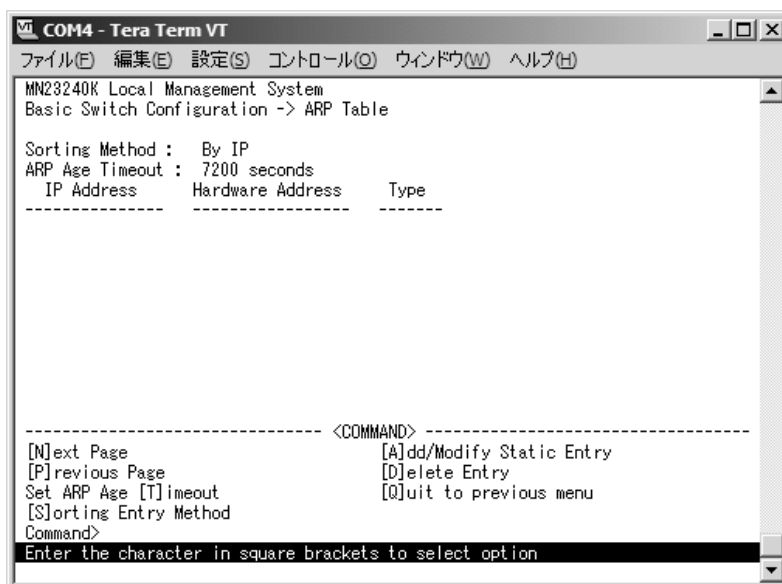 COM4 - Tera Term VT
ファイル(F) 編集(E) 設定(S) コントロール(O) ウィンドウ(W) ヘルプ(H)
MN23240K Local Management System
Basic Switch Configuration -> ARP Table
Sorting Method : By IP
ARP Age Timeout : 7200 seconds
IP Address Hardware Address Type
--------------- ----------------- -------
-------------------------------- <COMMAND> -----------------------------------
[N]ext Page [A]dd/Modify Static Entry
[P]revious Page [D]elete Entry
Set ARP Age [T]imeout [Q]uit to previous menu
[S]orting Entry Method
Command>
Enter the character in square brackets to select option